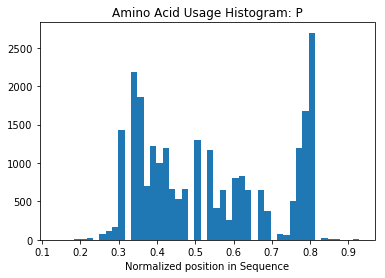 Amino Acid Usage Histogram: P
2500
2000
1500
1000
500
0
0.1 0.2 0.3 0.4 0.5 0.6 0.7 0.8 0.9
Normalized position in Sequence